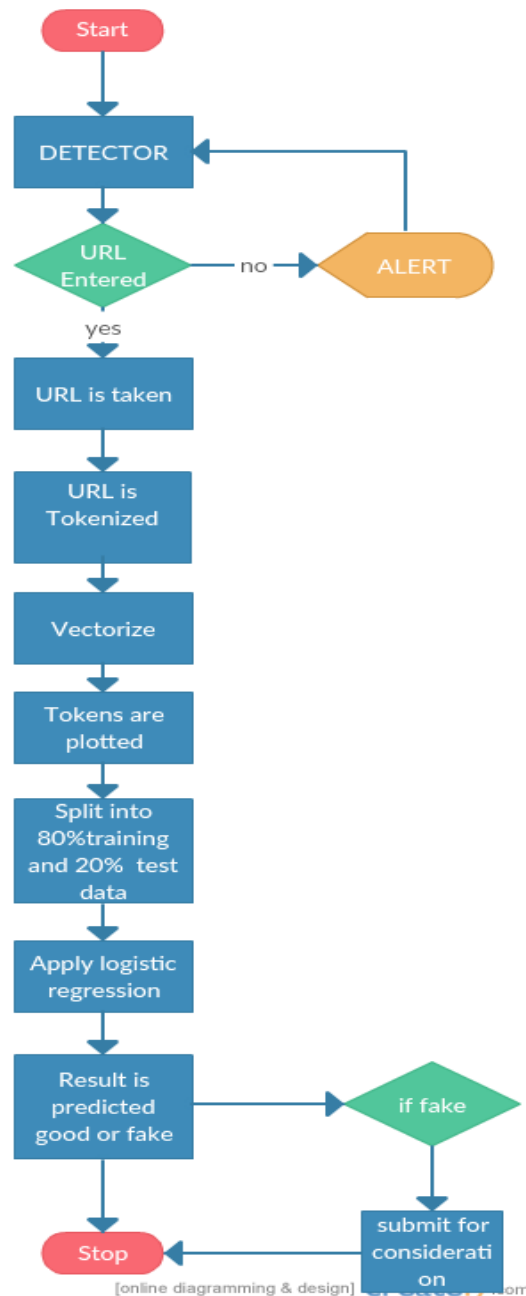 Start
DETECTOR
URL
Entered
no
ALERT
yes
URL is taken
URL is
Tokenized
Vectorize
Tokens are
plotted
Split into
80%training
and 20% test
data
Apply logistic
regression
Result is
predicted
good or fake
if fake
submit for
considerati
on
Stop
[online diagramming & design]
.com